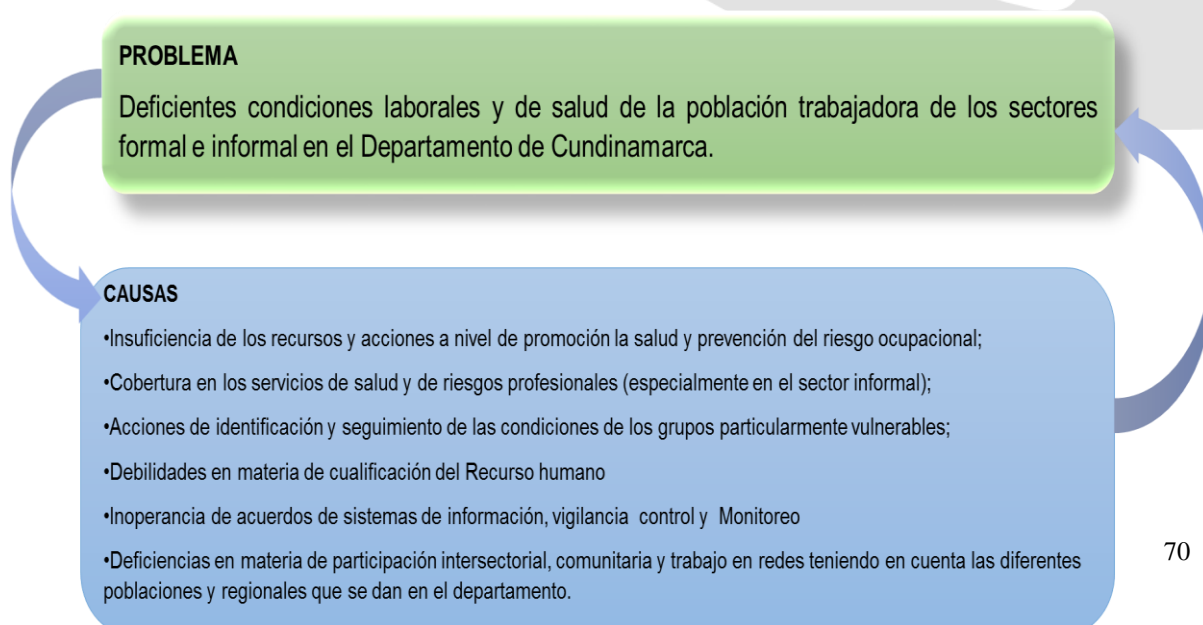 PROBLEMA
Deficientes condiciones laborales y de salud de la población trabajadora de los sectores
formal e informal en el Departamento de Cundinamarca.
CAUSAS
•Insuficiencia de los recursos y acciones a nivel de promoción la salud y prevención del riesgo ocupacional;
•Cobertura en los servicios de salud y de riesgos profesionales (especialmente en el sector informal);
•Acciones de identificación y seguimiento de las condiciones de los grupos particularmente vulnerables;
•Debilidades en materia de cualificación del Recurso humano
•Inoperancia de acuerdos de sistemas de información, vigilancia control y Monitoreo
•Deficiencias en materia de participación intersectorial, comunitaria y trabajo en redes teniendo en cuenta las diferentes
poblaciones y regionales que se dan en el departamento.
70